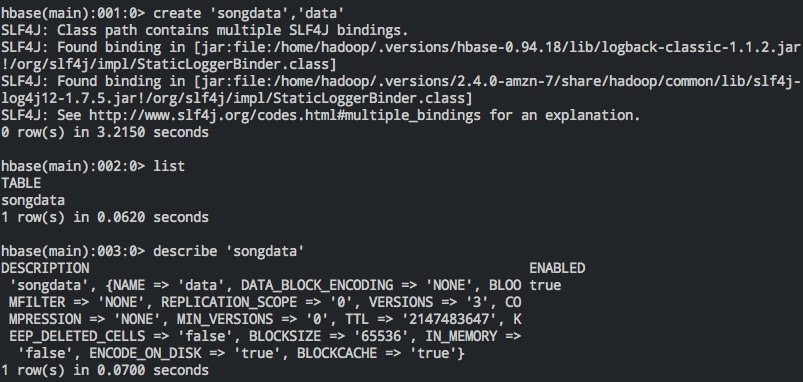 hbase(main):001:0> create 'songdata','data'
SLF4J: Class path contains multiple SLF4J bindings.
SLF4J: Found binding in [jar:file:/home/hadoop/.versions/hbase-0.94.18/lib/logback-classic-1.1.2.jar
!/org/slf4j/impl/StaticLoggerBinder.class]
SLF4J: Found binding in [jar:file:/home/hadoop/.versions/2.4.0-amzn-7/share/hadoop/common/lib/slf4j-
log4j12-1.7.5.jar!/org/slf4j/impl/StaticLoggerBinder.class]
SLF4J: See http://www.slf4j.org/codes.html#multiple_bindings for an explanation.
0 row(s) in 3.2150 seconds
hbase(main):002:0> list
TABLE
songdata
1 row(s) in 0.0620 seconds
hbase(main):003:0> describe 'songdata'
DESCRIPTION ENABLED
'songdata', {NAME => 'data', DATA_BLOCK_ENCODING => 'NONE', BLOO true
MFILTER => 'NONE', REPLICATION_SCOPE => '0', VERSIONS => '3', CO
MPRESSION => 'NONE', MIN_VERSIONS => '0', TTL => '2147483647', K
EEP_DELETED_CELLS => 'false', BLOCKSIZE => '65536', IN_MEMORY =>
'false', ENCODE_ON_DISK => 'true', BLOCKCACHE => 'true'}
1 row(s) in 0.0700 seconds